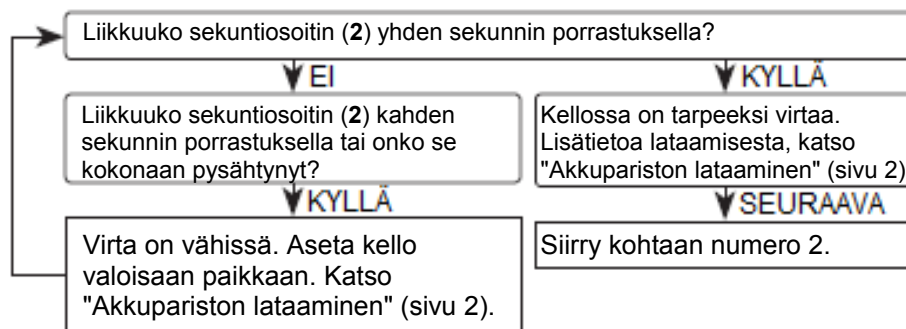 Liikkuuko sekuntiosoitin (2) yhden sekunnin porrastuksella?
EI
KYLLÄ
Liikkuuko sekuntiosoitin (2) kahden
sekunnin porrastuksella tai onko se
kokonaan pysähtynyt?
Kellossa on tarpeeksi virtaa.
Lisätietoa lataamisesta, katso
"Akkupariston lataaminen" (sivu 2)
KYLLÄ
SEURAAVA
Virta on vähissä. Aseta kello
valoisaan paikkaan. Katso
"Akkupariston lataaminen" (sivu 2).
Siirry kohtaan numero 2.